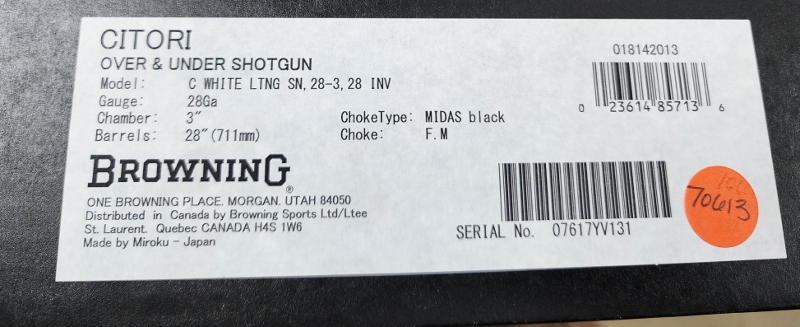 CITORI
OVER & UNDER SHOTGUN
Model: C WHITE LTNG SN,28-3,28 INV
Gauge: 28Ga
Chamber: 3" ChokeType: MIDAS black
Barrels: 28"(711mm) Choke: F.M
018142013
0 23614 85713 6
BROWNING®
ONE BROWNING PLACE. MORGAN. UTAH 84050
Distributed in Canada by Browning Sports Ltd/Ltee
St. Laurent. Quebec CANADA H4S 1W6
Made by Miroku - Japan
SERIAL No. 07617YV131
70613